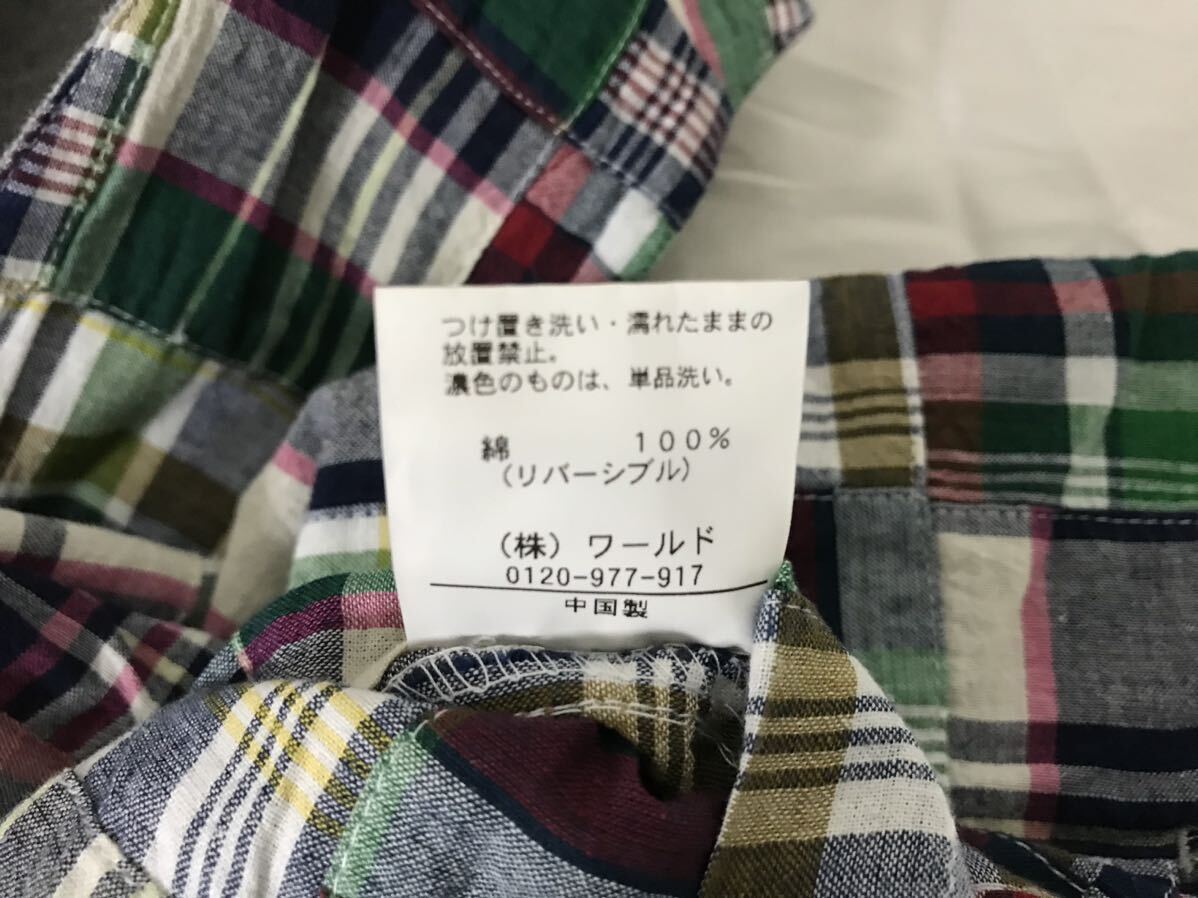 つけ置き洗い・濡れたままの
放置禁止。
濃色のものは、単品洗い。
綿 100%
(リバーシブル)
(株) ワールド
0120-977-917
中国製